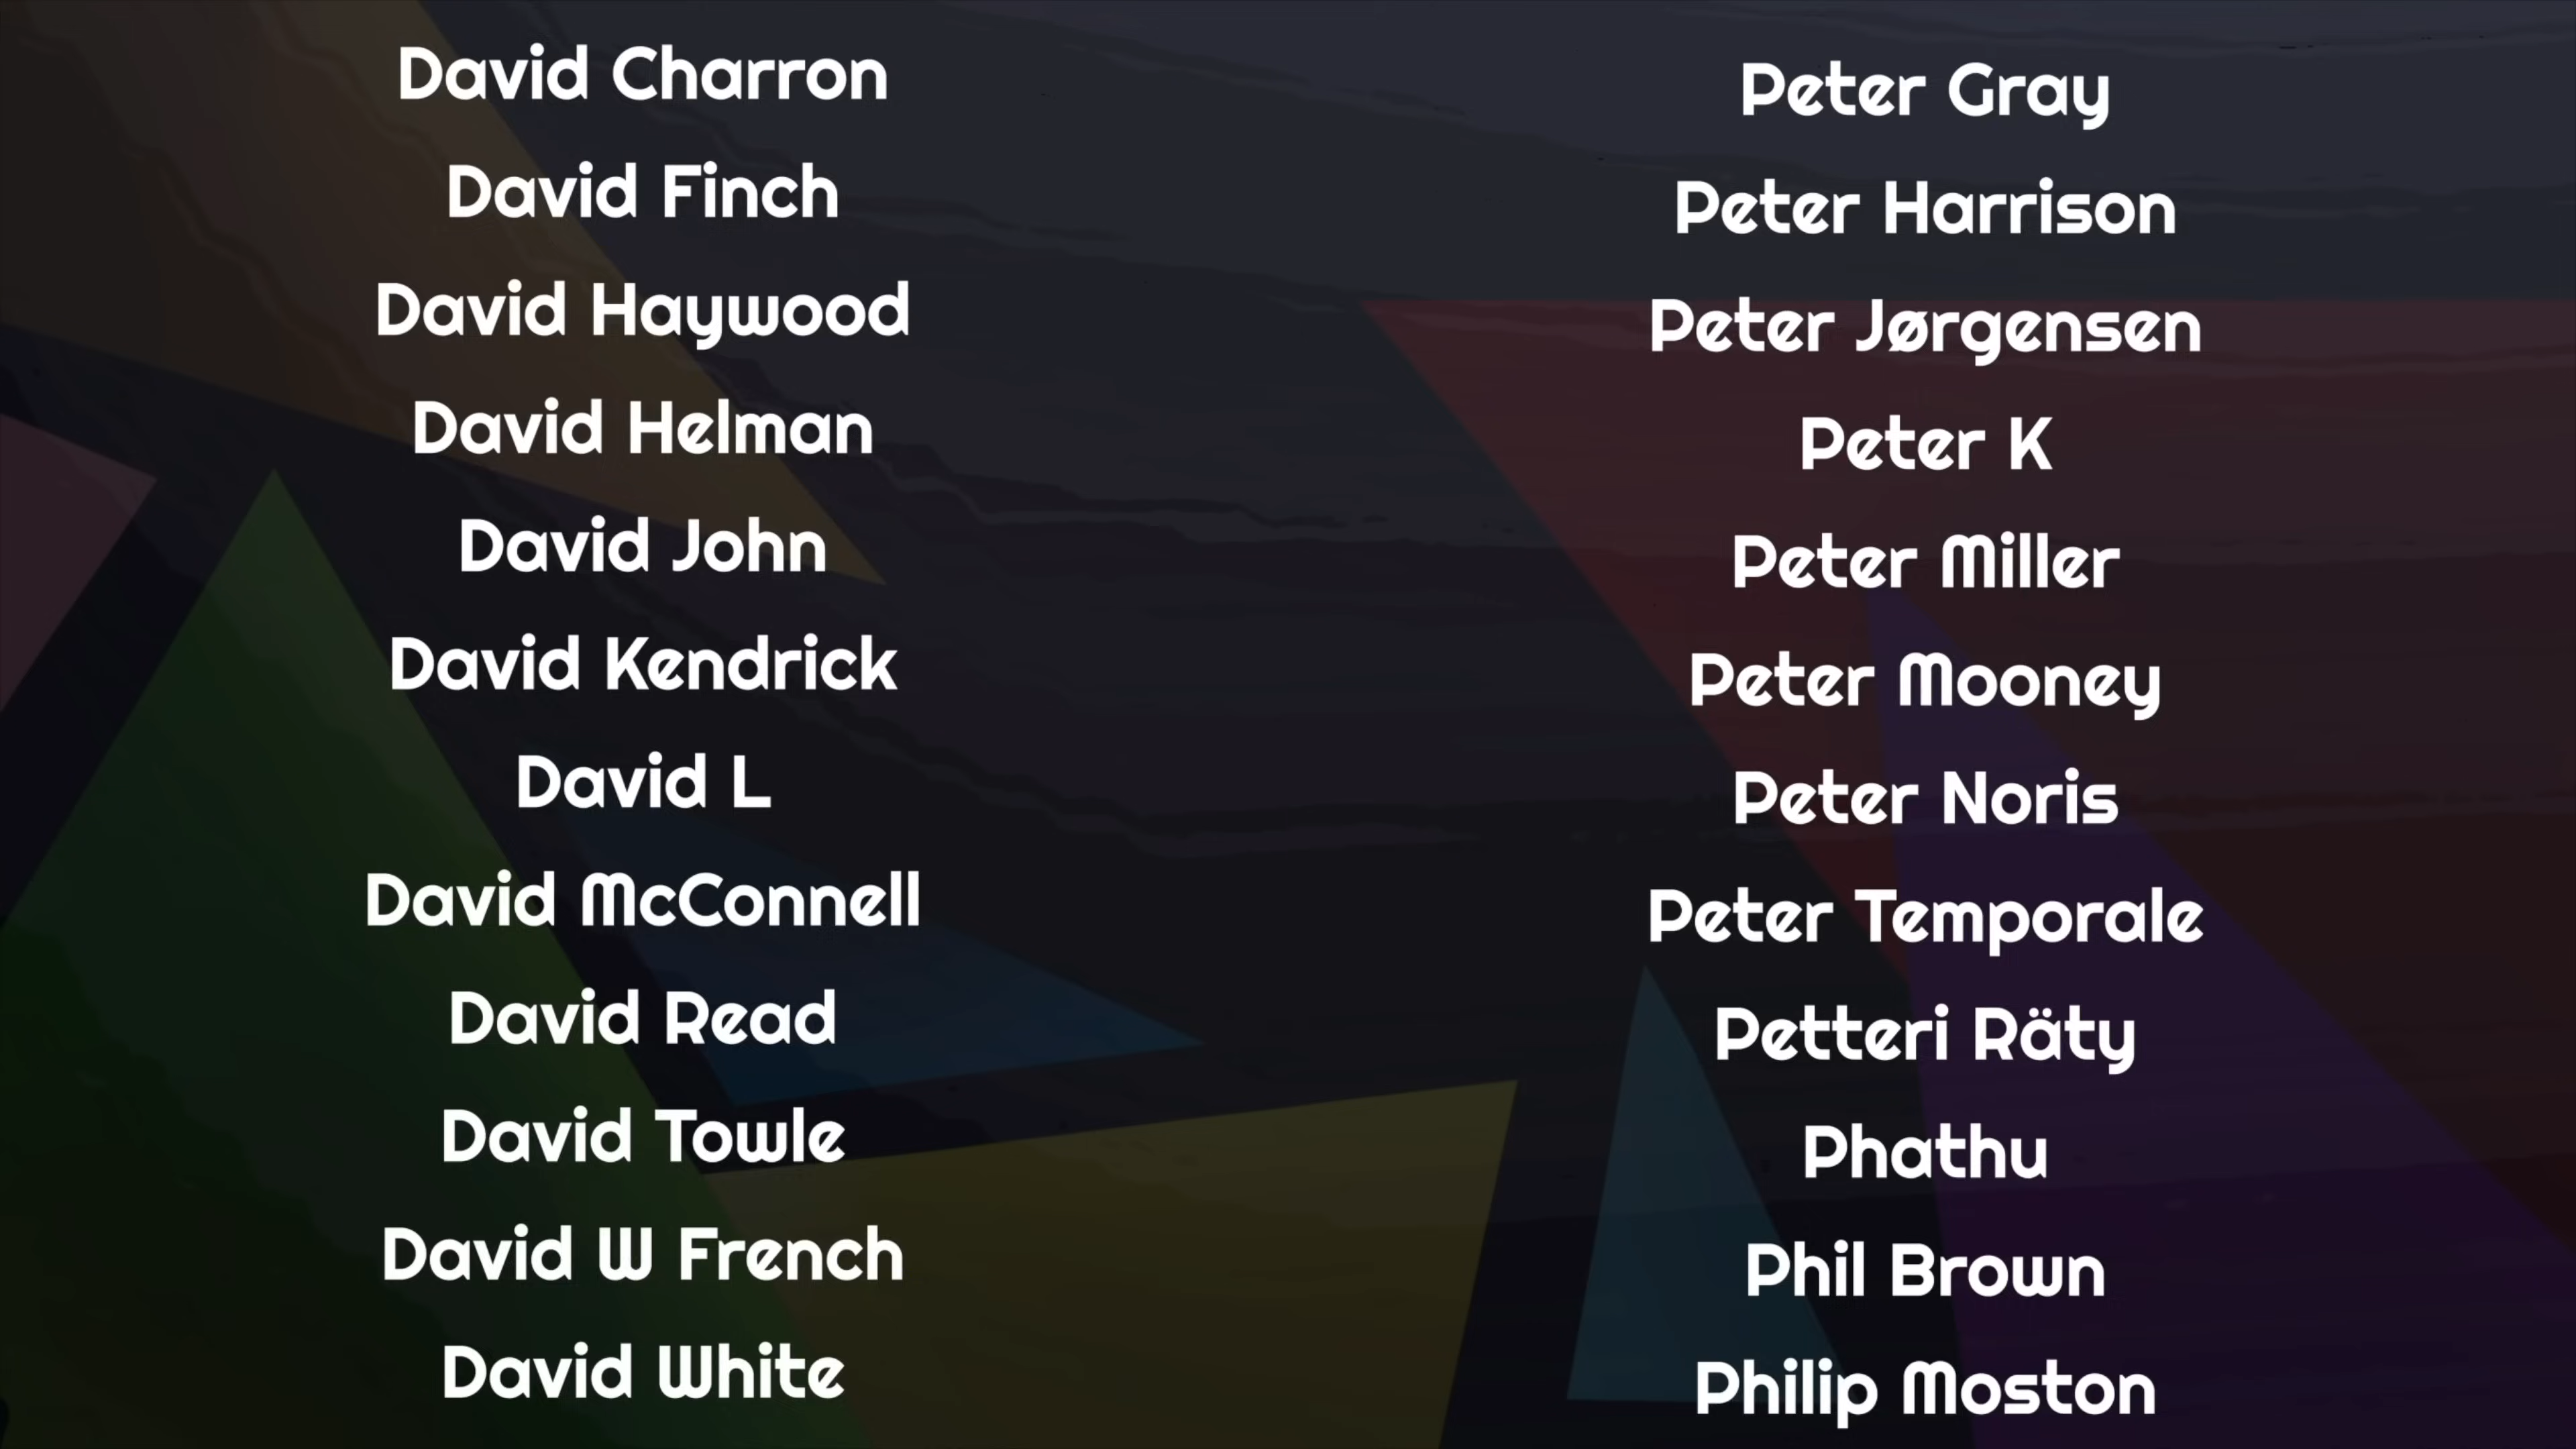 David Charron
David Finch
David Haywood
David Helman
David John
David Kendrick
David L
David McConnell
David Read
David Towle
David W French
David White
Peter Gray
Peter Harrison
Peter Jørgensen
Peter K
Peter Miller
Peter Mooney
Peter Noris
Peter Temporale
Petteri Räty
Phathu
Phil Brown
Philip Moston